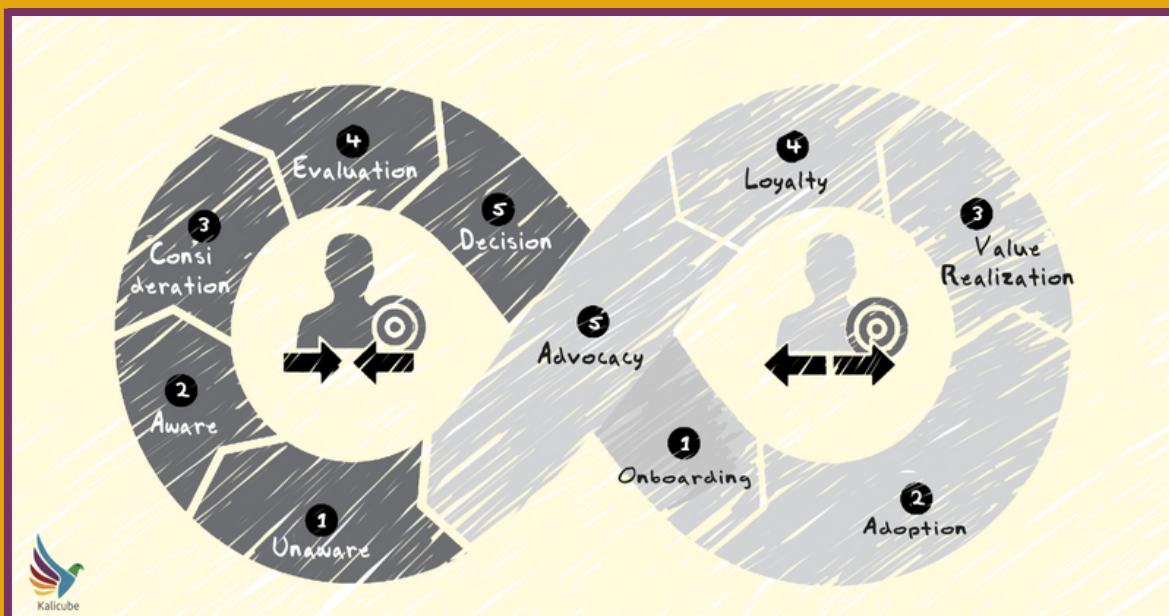 1
Unaware
2
Aware
3
Consi
deration
4
Evaluation
5
Decision
1
Onboarding
2
Adoption
3
Value
Realization
4
Loyalty
5
Advocacy
Kalicube